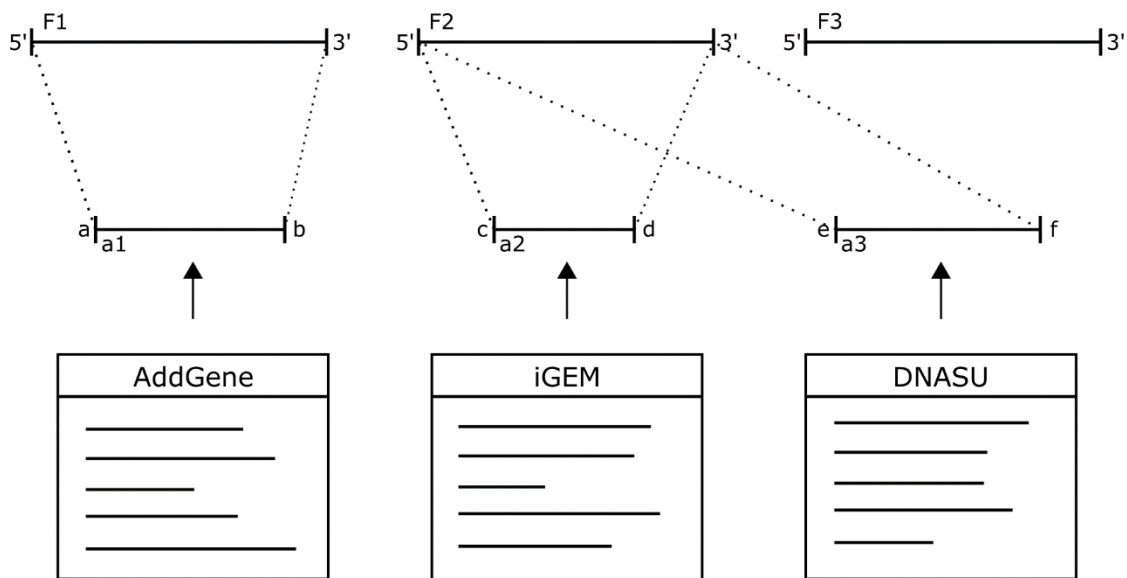 F1 F2 F3
5' 3' 5' 3' 5' 3'
a b c d e f
a1 a2 a3
AddGene iGEM DNASU